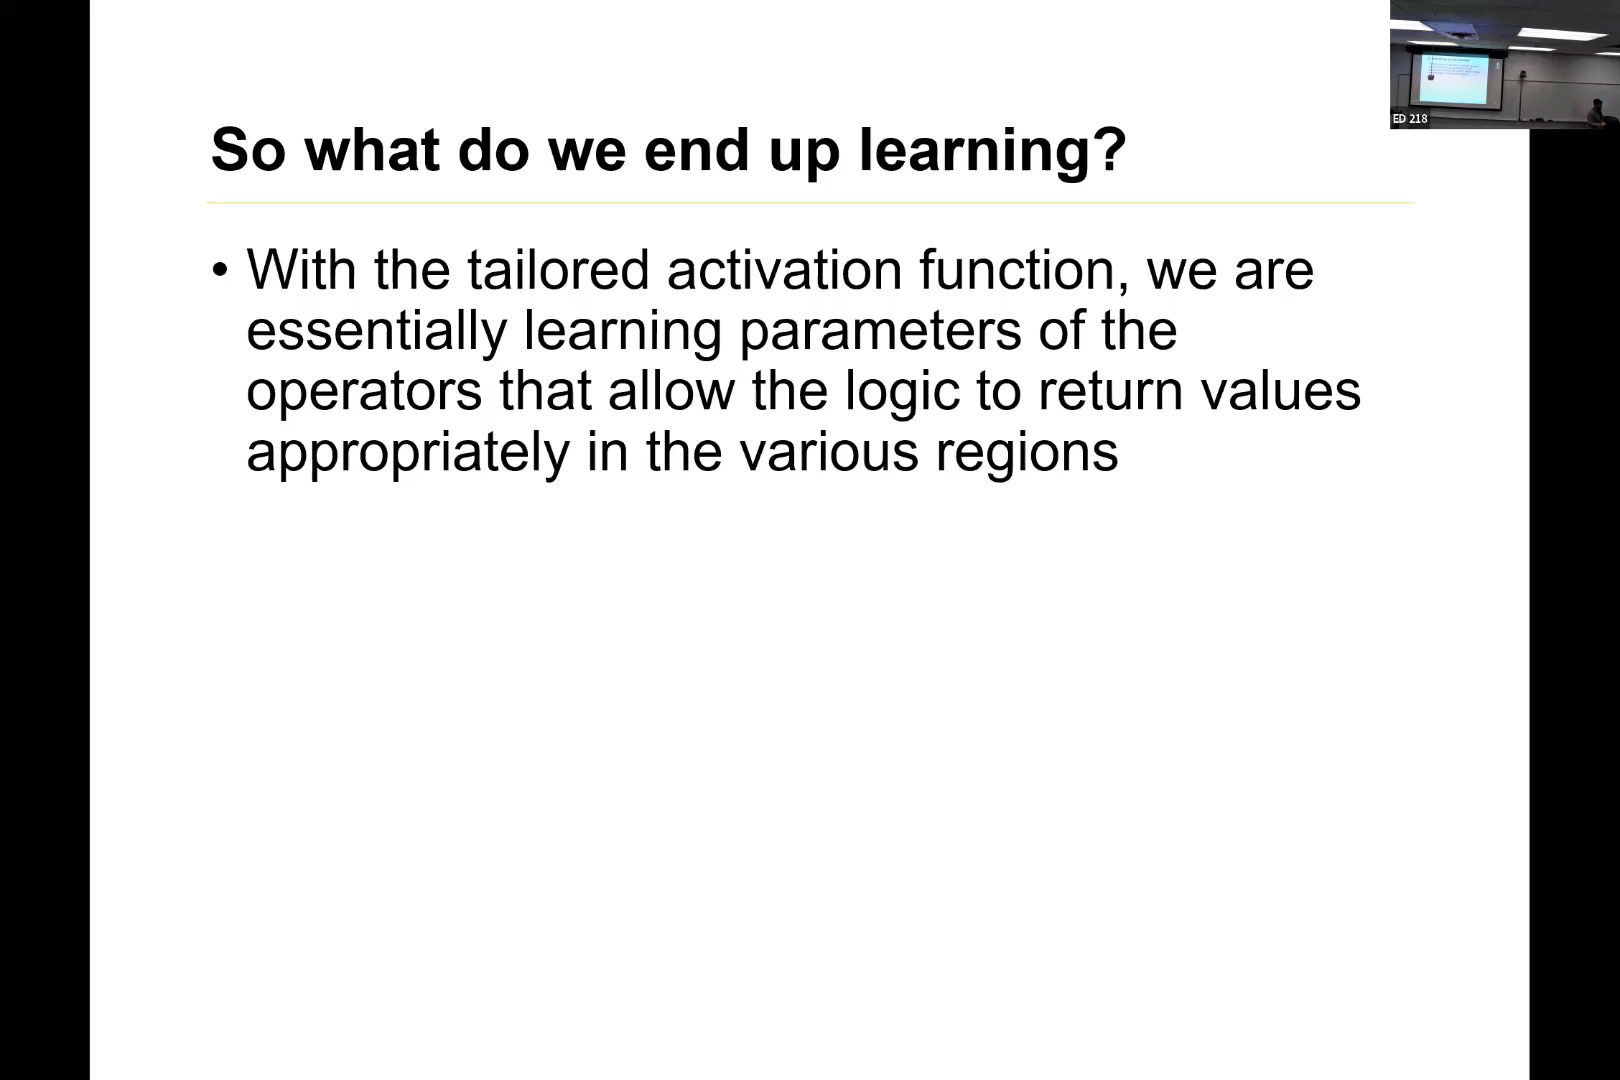 So what do we end up learning?
• With the tailored activation function, we are
essentially learning parameters of the
operators that allow the logic to return values
appropriately in the various regions
ED 218